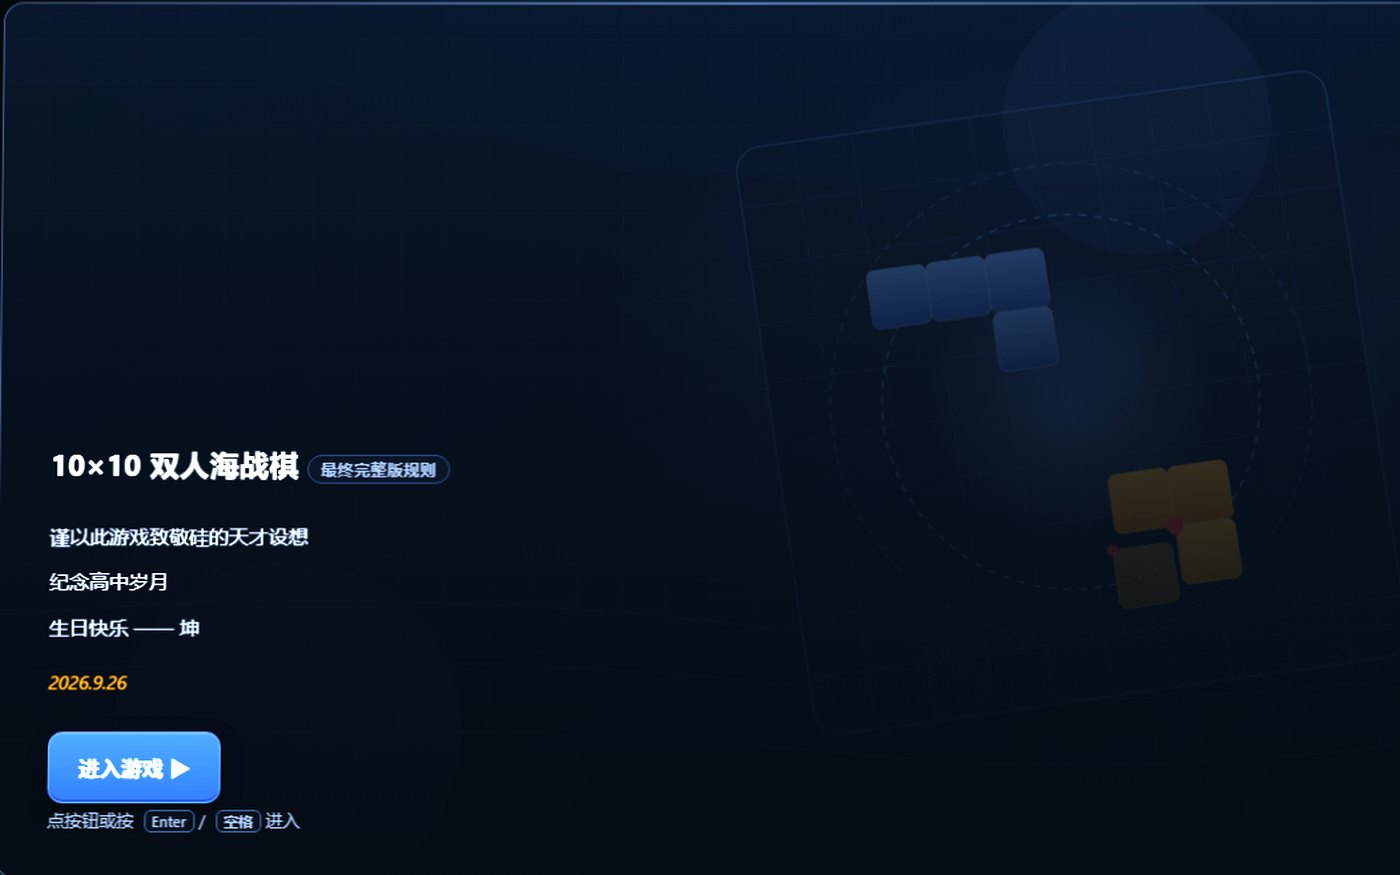 10×10 双人海战棋 最终完整版规则
谨以此游戏致敬硅的天才设想
纪念高中岁月
生日快乐 —— 坤
2026.9.26
进入游戏 ▶
点按钮或按 Enter / 空格 进入